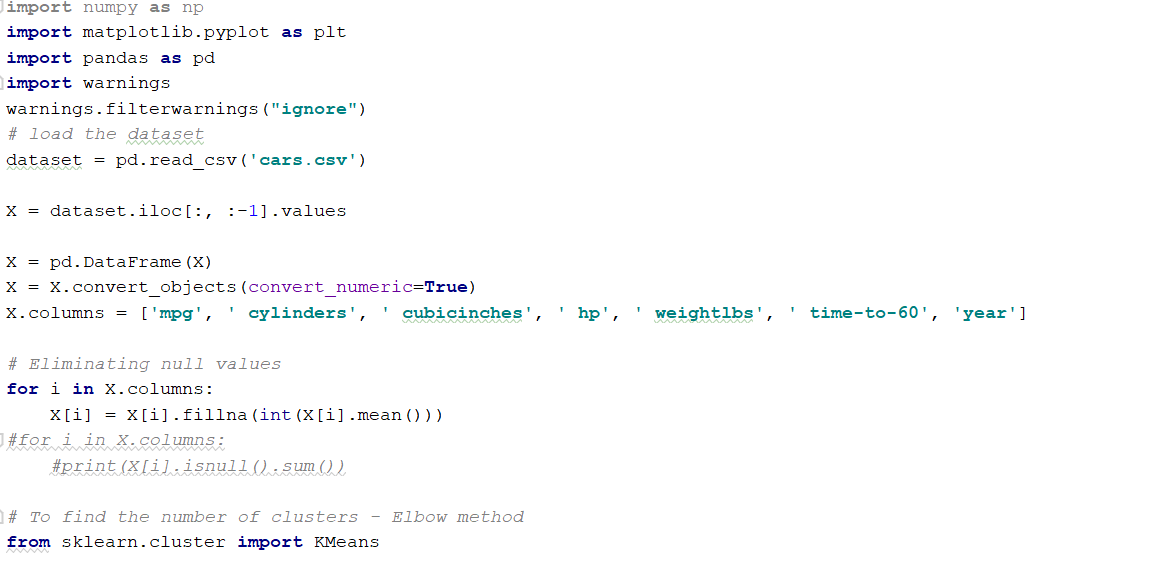 import numpy as np
import matplotlib.pyplot as plt
import pandas as pd
import warnings
warnings.filterwarnings("ignore")
# load the dataset
dataset = pd.read_csv('cars.csv')
X = dataset.iloc[:, :-1].values
X = pd.DataFrame(X)
X = X.convert_objects(convert_numeric=True)
X.columns = ['mpg', ' cylinders', ' cubicinches', ' hp', ' weightlbs', ' time-to-60', 'year']
# Eliminating null values
for i in X.columns:
    X[i] = X[i].fillna(int(X[i].mean()))
#for i in X.columns:
    #print(X[i].isnull().sum())
# To find the number of clusters - Elbow method
from sklearn.cluster import KMeans